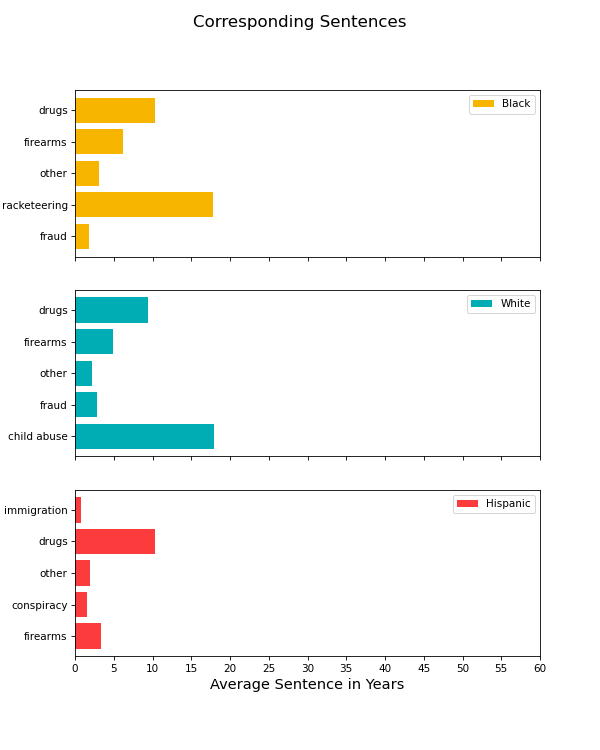 Corresponding Sentences
Black
drugs
firearms
other
racketeering
fraud
White
drugs
firearms
other
fraud
child abuse
Hispanic
immigration
drugs
other
conspiracy
firearms
0 5 10 15 20 25 30 35 40 45 50 55 60
Average Sentence in Years